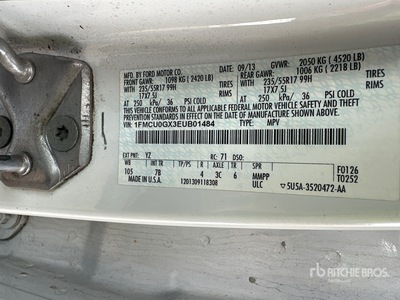 MFD. BY FORD MOTOR CO. 09/13 GVWR: 2050 KG (4520 LB)
FRONT GAWR: 1098 KG (2420 LB) REAR GAWR: 1006 KG (2218 LB)
WITH 235/55R17 99H TIRES WITH 235/55R17 99H TIRES
17X7.5J RIMS 17X7.5J RIMS
AT 250 kPa/ 36 PSI COLD AT 250 kPa/ 36 PSI COLD
THIS VEHICLE CONFORMS TO ALL APPLICABLE FEDERAL MOTOR VEHICLE SAFETY
AND THEFT PREVENTION STANDARDS IN EFFECT ON THE DATE OF MANUFACTURE SHOWN ABOVE.
VIN: 1FMCU0GX3EUB01484 TYPE: MPV
EXT PNT: YZ RC: 71 DSO: F0126
WB INT TR TP/PS R AXLE TR SPR T0252
105 78 4 3C 6 MMPP
1201309118308 ULC 5U5A-3520472-AA
MADE IN U.S.A.
rb
RITCHIE BROS.